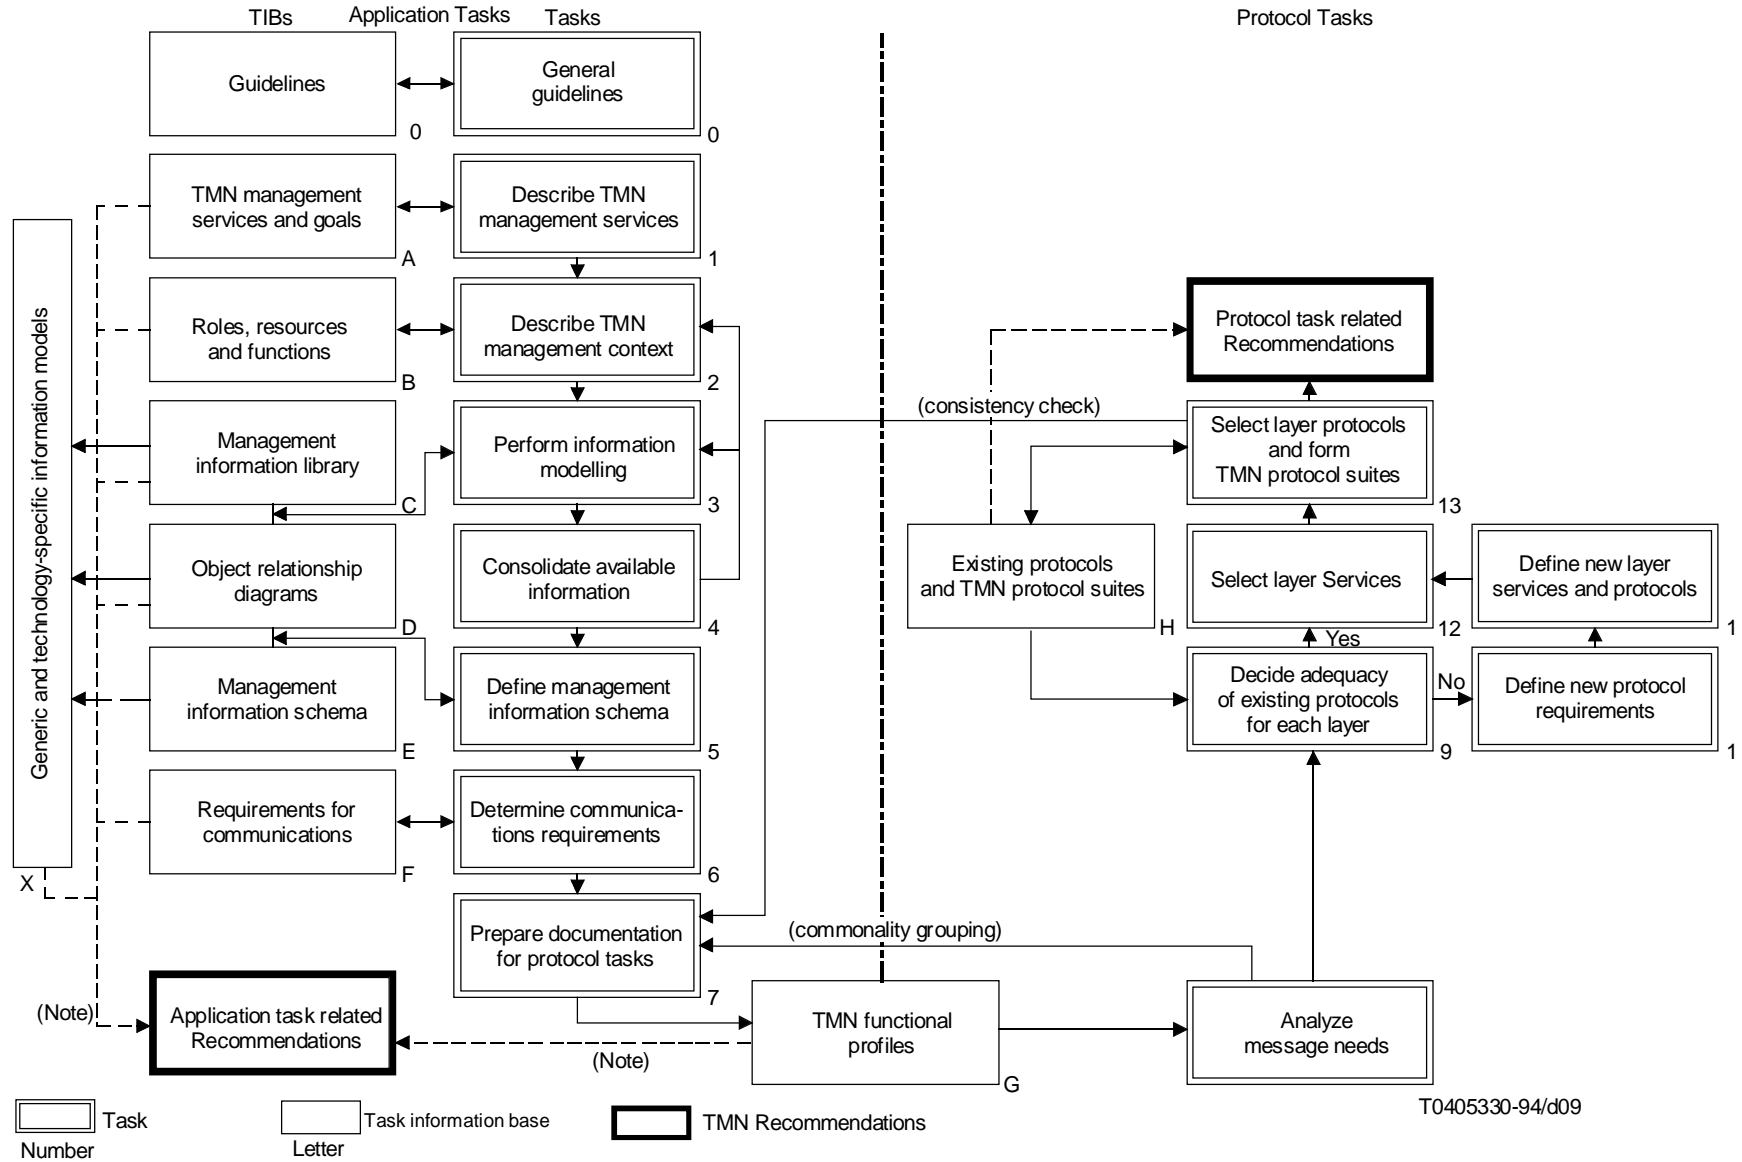 TIBs
Application Tasks
Tasks
Protocol Tasks
Guidelines
0
General
guidelines
0
TMN management
services and goals
A
Describe TMN
management services
1
Generic and technology-specific information models
X
Roles, resources
and functions
B
Describe TMN
management context
2
Protocol task related
Recommendations
(consistency check)
Management
information library
C
Perform information
modelling
3
Select layer protocols
and form
TMN protocol suites
13
Object relationship
diagrams
D
Consolidate available
information
4
Existing protocols
and TMN protocol suites
H
Select layer Services
12
Define new layer
services and protocols
1
Yes
Management
information schema
E
Define management
information schema
5
Decide adequacy
of existing protocols
for each layer
9
No
Define new protocol
requirements
1
Requirements for
communications
F
Determine communica-
tions requirements
6
Prepare documentation
for protocol tasks
7
(commonality grouping)
(Note)
Application task related
Recommendations
(Note)
TMN functional
profiles
G
Analyze
message needs
T0405330-94/d09
Task
Number
Task information base
Letter
TMN Recommendations